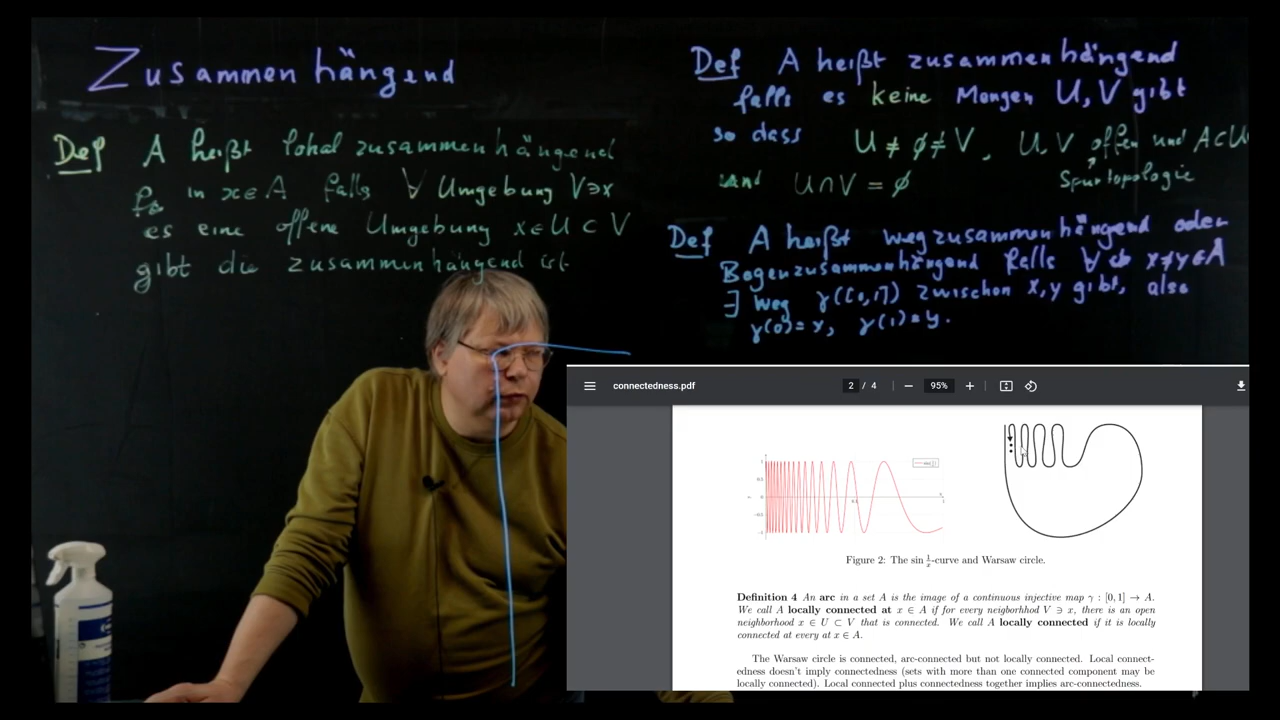 Zusammenhängend
Def A heißt lokal zusammenhängend
in x∈A falls ∀ Umgebung V∋x
es eine offene Umgebung x∈U⊂V
gibt die zusammenhängend ist.
Def A heißt zusammenhängend
falls es keine Mengen U, V gibt
so dass U ≠ ∅ ≠ V, U, V offen und A⊂U
und U∩V = ∅ Spurtopologie
Def A heißt wegzusammenhängend oder
Bogenzusammenhängend falls ∀ x≠y∈A
∃ Weg γ([0,1]) zwischen x,y gibt, also
γ(0)=x, γ(1)=y.
connectedness.pdf 2 / 4 95%
Figure 2: The sin 1/x-curve and Warsaw circle.
Definition 4 An arc in a set A is the image of a continuous injective map γ : [0, 1] → A.
We call A locally connected at x ∈ A if for every neigborhhod V ∋ x, there is an open
neighborhood x ∈ U ⊂ V that is connected. We call A locally connected if it is locally
connected at every at x ∈ A.
The Warsaw circle is connected, arc-connected but not locally connected. Local connect-
edness doesn't imply connectedness (sets with more than one connected component may be
locally connected). Local connected plus connectedness together implies arc-connectedness.